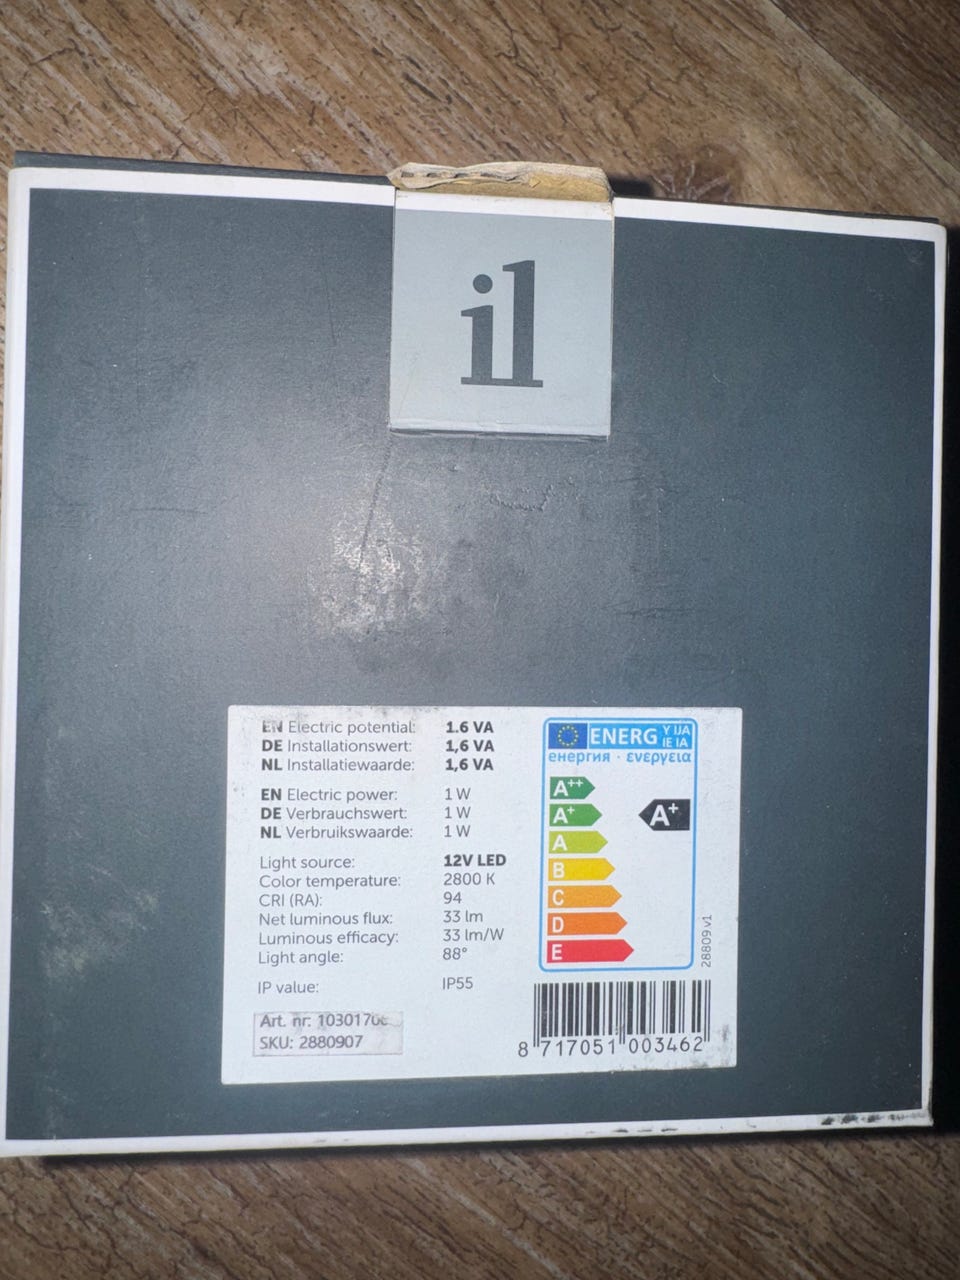 il
EN Electric potential: 1.6 VA
DE Installationswert: 1,6 VA
NL Installatiewaarde: 1,6 VA
EN Electric power: 1 W
DE Verbrauchswert: 1 W
NL Verbruikswaarde: 1 W
Light source: 12V LED
Color temperature: 2800 K
CRI (RA): 94
Net luminous flux: 33 lm
Luminous efficacy: 33 lm/W
Light angle: 88°
IP value: IP55
Art. nr:
SKU: 2880907
ENERG Y IJA
IE IA
енергия · ενεργεια
A++
A+
A+
A
B
C
D
E
28809 v1
8 717051 003462